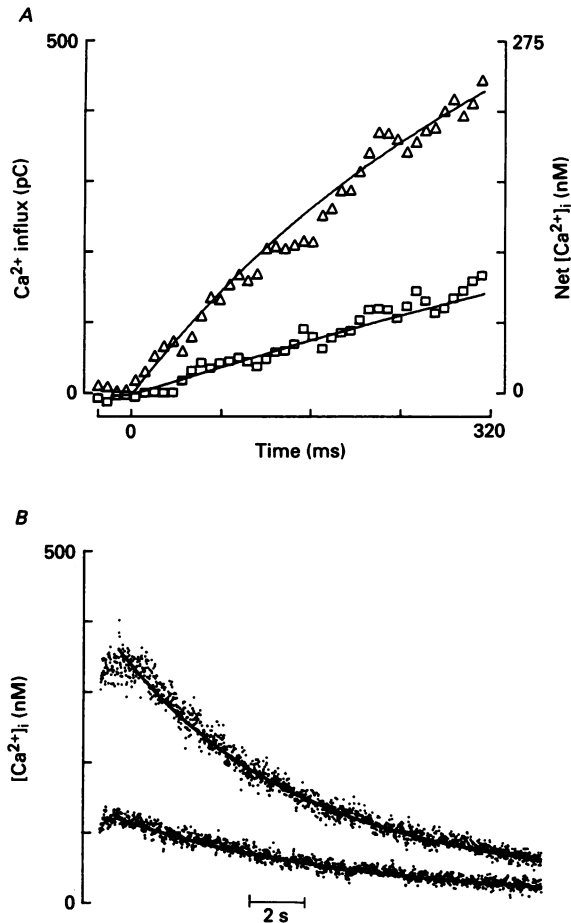 A
500
275
Ca²⁺ influx (pC)
Net [Ca²⁺]ᵢ (nM)
0
0
0
320
Time (ms)
B
500
[Ca²⁺]ᵢ (nM)
0
2 s